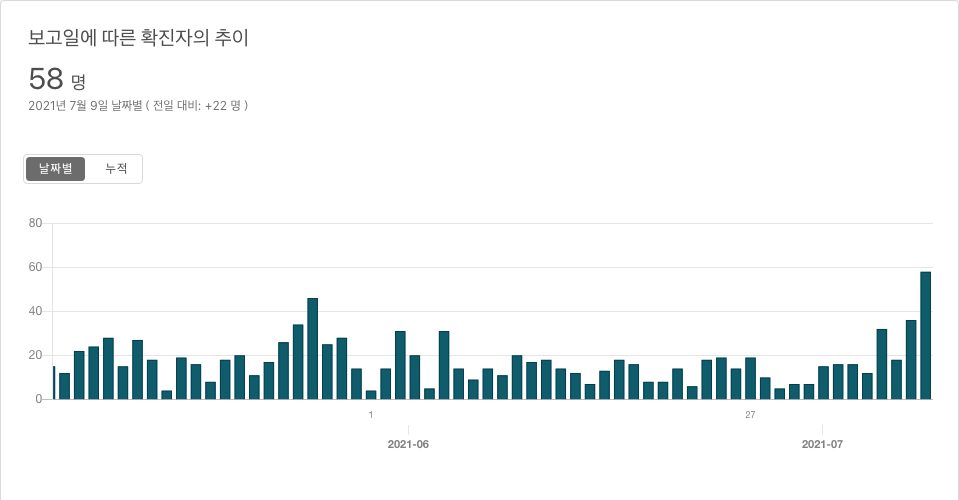 보고일에 따른 확진자의 추이
58 명
2021년 7월 9일 날짜별 ( 전일 대비: +22 명 )
날짜별 누적
80
60
40
20
0
1 27
2021-06 2021-07